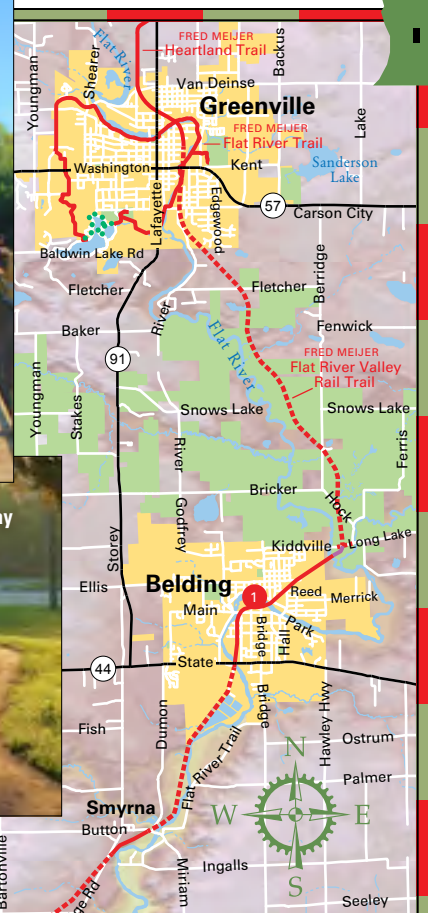 FRED MEIJER
Heartland Trail
Backus
Shearer
Flat River
Youngman
Van Deinse
Greenville
FRED MEIJER
Flat River Trail
Lake
Washington
Kent
Sanderson
Lake
Lafayette
Edgewood
57
Carson City
Baldwin Lake Rd
Berridge
Fletcher
Fletcher
River
Baker
Fenwick
Flat River
91
FRED MEIJER
Flat River Valley
Rail Trail
Youngman
Stakes
Snows Lake
Snows Lake
River
Ferris
Bricker
Hock
Godfrey
Storey
Kiddville
Long Lake
Ellis
Belding
1
Reed
Merrick
Main
Bridge
Hall
Park
44
State
Bridge
Hawley Hwy
Dumon
Fish
Flat River Trail
Ostrum
N
Palmer
Smyrna
W
E
Button
S
Ingalls
Miriam
Bartonville
Seeley